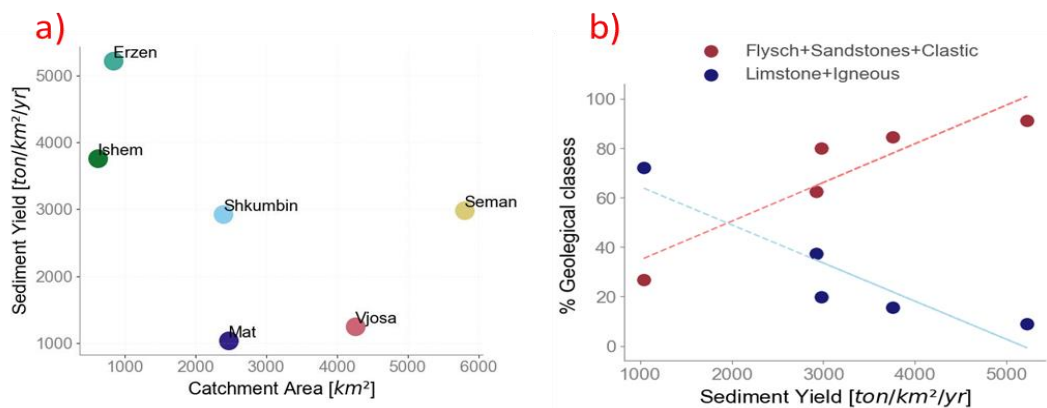 a)
Erzen
Ishem
Shkumbin
Seman
Vjosa
Mat
5000
4000
3000
2000
1000
Sediment Yield [ton/km²/yr]
1000 2000 3000 4000 5000 6000
Catchment Area [km²]
b)
Flysch+Sandstones+Clastic
Limstone+Igneous
100
80
60
40
20
0
% Geological clasess
1000 2000 3000 4000 5000
Sediment Yield [ton/km²/yr]